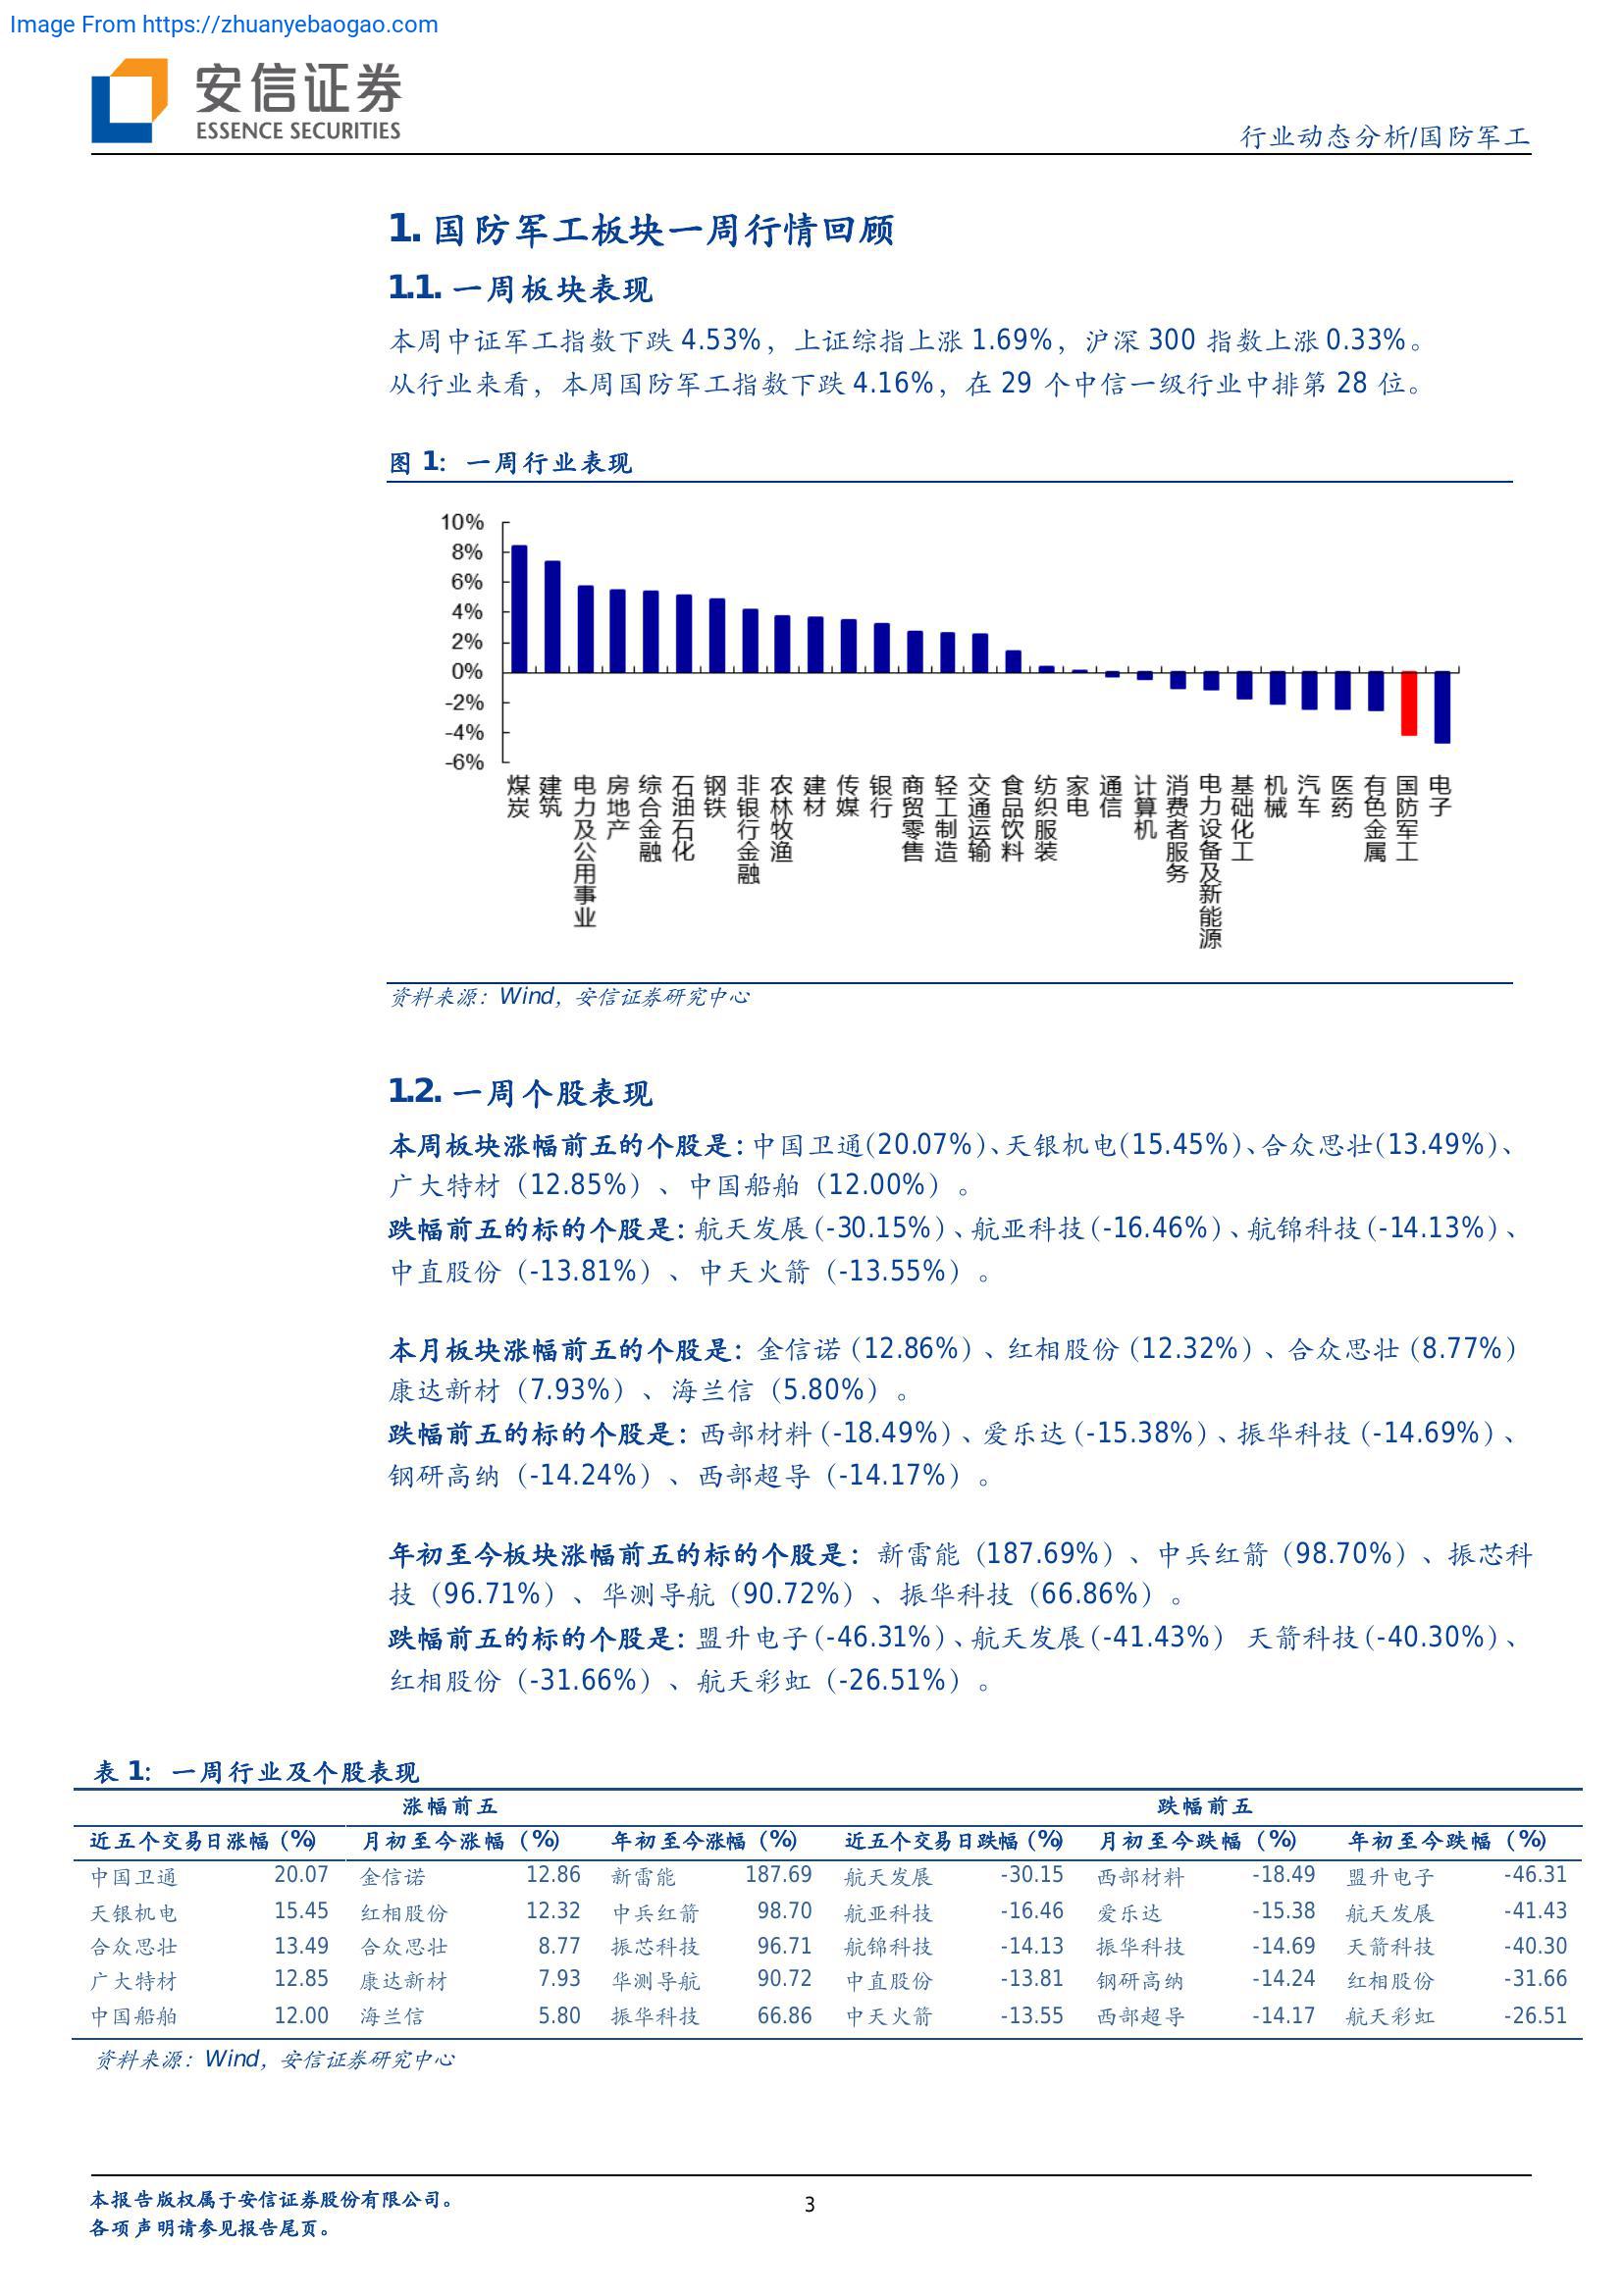 Image From https://zhuanyebaogao.com
安信证券
ESSENCE SECURITIES
行业动态分析/国防军工
1. 国防军工板块一周行情回顾
1.1. 一周板块表现
本周中证军工指数下跌 4.53%，上证综指上涨 1.69%，沪深 300 指数上涨 0.33%。
从行业来看，本周国防军工指数下跌 4.16%，在 29 个中信一级行业中排第 28 位。
图 1：一周行业表现
10%
8%
6%
4%
2%
0%
-2%
-4%
-6%
煤炭
建筑
电力及公用事业
房地产
综合金融
石油石化
钢铁
非银行金融
农林牧渔
建材
传媒
银行
商贸零售
轻工制造
交通运输
食品饮料
纺织服装
家电
通信
计算机
消费者服务
电力设备及新能源
基础化工
机械
汽车
医药
有色金属
国防军工
电子
资料来源：Wind，安信证券研究中心
1.2. 一周个股表现
本周板块涨幅前五的个股是：中国卫通(20.07%)、天银机电(15.45%)、合众思壮(13.49%)、
广大特材（12.85%）、中国船舶（12.00%）。
跌幅前五的标的个股是：航天发展（-30.15%）、航亚科技（-16.46%）、航锦科技（-14.13%）、
中直股份（-13.81%）、中天火箭（-13.55%）。
本月板块涨幅前五的个股是：金信诺（12.86%）、红相股份（12.32%）、合众思壮（8.77%）
康达新材（7.93%）、海兰信（5.80%）。
跌幅前五的标的个股是：西部材料（-18.49%）、爱乐达（-15.38%）、振华科技（-14.69%）、
钢研高纳（-14.24%）、西部超导（-14.17%）。
年初至今板块涨幅前五的标的个股是：新雷能（187.69%）、中兵红箭（98.70%）、振芯科
技（96.71%）、华测导航（90.72%）、振华科技（66.86%）。
跌幅前五的标的个股是：盟升电子（-46.31%）、航天发展（-41.43%） 天箭科技（-40.30%）、
红相股份（-31.66%）、航天彩虹（-26.51%）。
表 1：一周行业及个股表现
涨幅前五 跌幅前五
近五个交易日涨幅（%） 月初至今涨幅（%） 年初至今涨幅（%） 近五个交易日跌幅（%） 月初至今跌幅（%） 年初至今跌幅（%）
中国卫通 20.07 金信诺 12.86 新雷能 187.69 航天发展 -30.15 西部材料 -18.49 盟升电子 -46.31
天银机电 15.45 红相股份 12.32 中兵红箭 98.70 航亚科技 -16.46 爱乐达 -15.38 航天发展 -41.43
合众思壮 13.49 合众思壮 8.77 振芯科技 96.71 航锦科技 -14.13 振华科技 -14.69 天箭科技 -40.30
广大特材 12.85 康达新材 7.93 华测导航 90.72 中直股份 -13.81 钢研高纳 -14.24 红相股份 -31.66
中国船舶 12.00 海兰信 5.80 振华科技 66.86 中天火箭 -13.55 西部超导 -14.17 航天彩虹 -26.51
资料来源：Wind，安信证券研究中心
本报告版权属于安信证券股份有限公司。
3
各项声明请参见报告尾页。